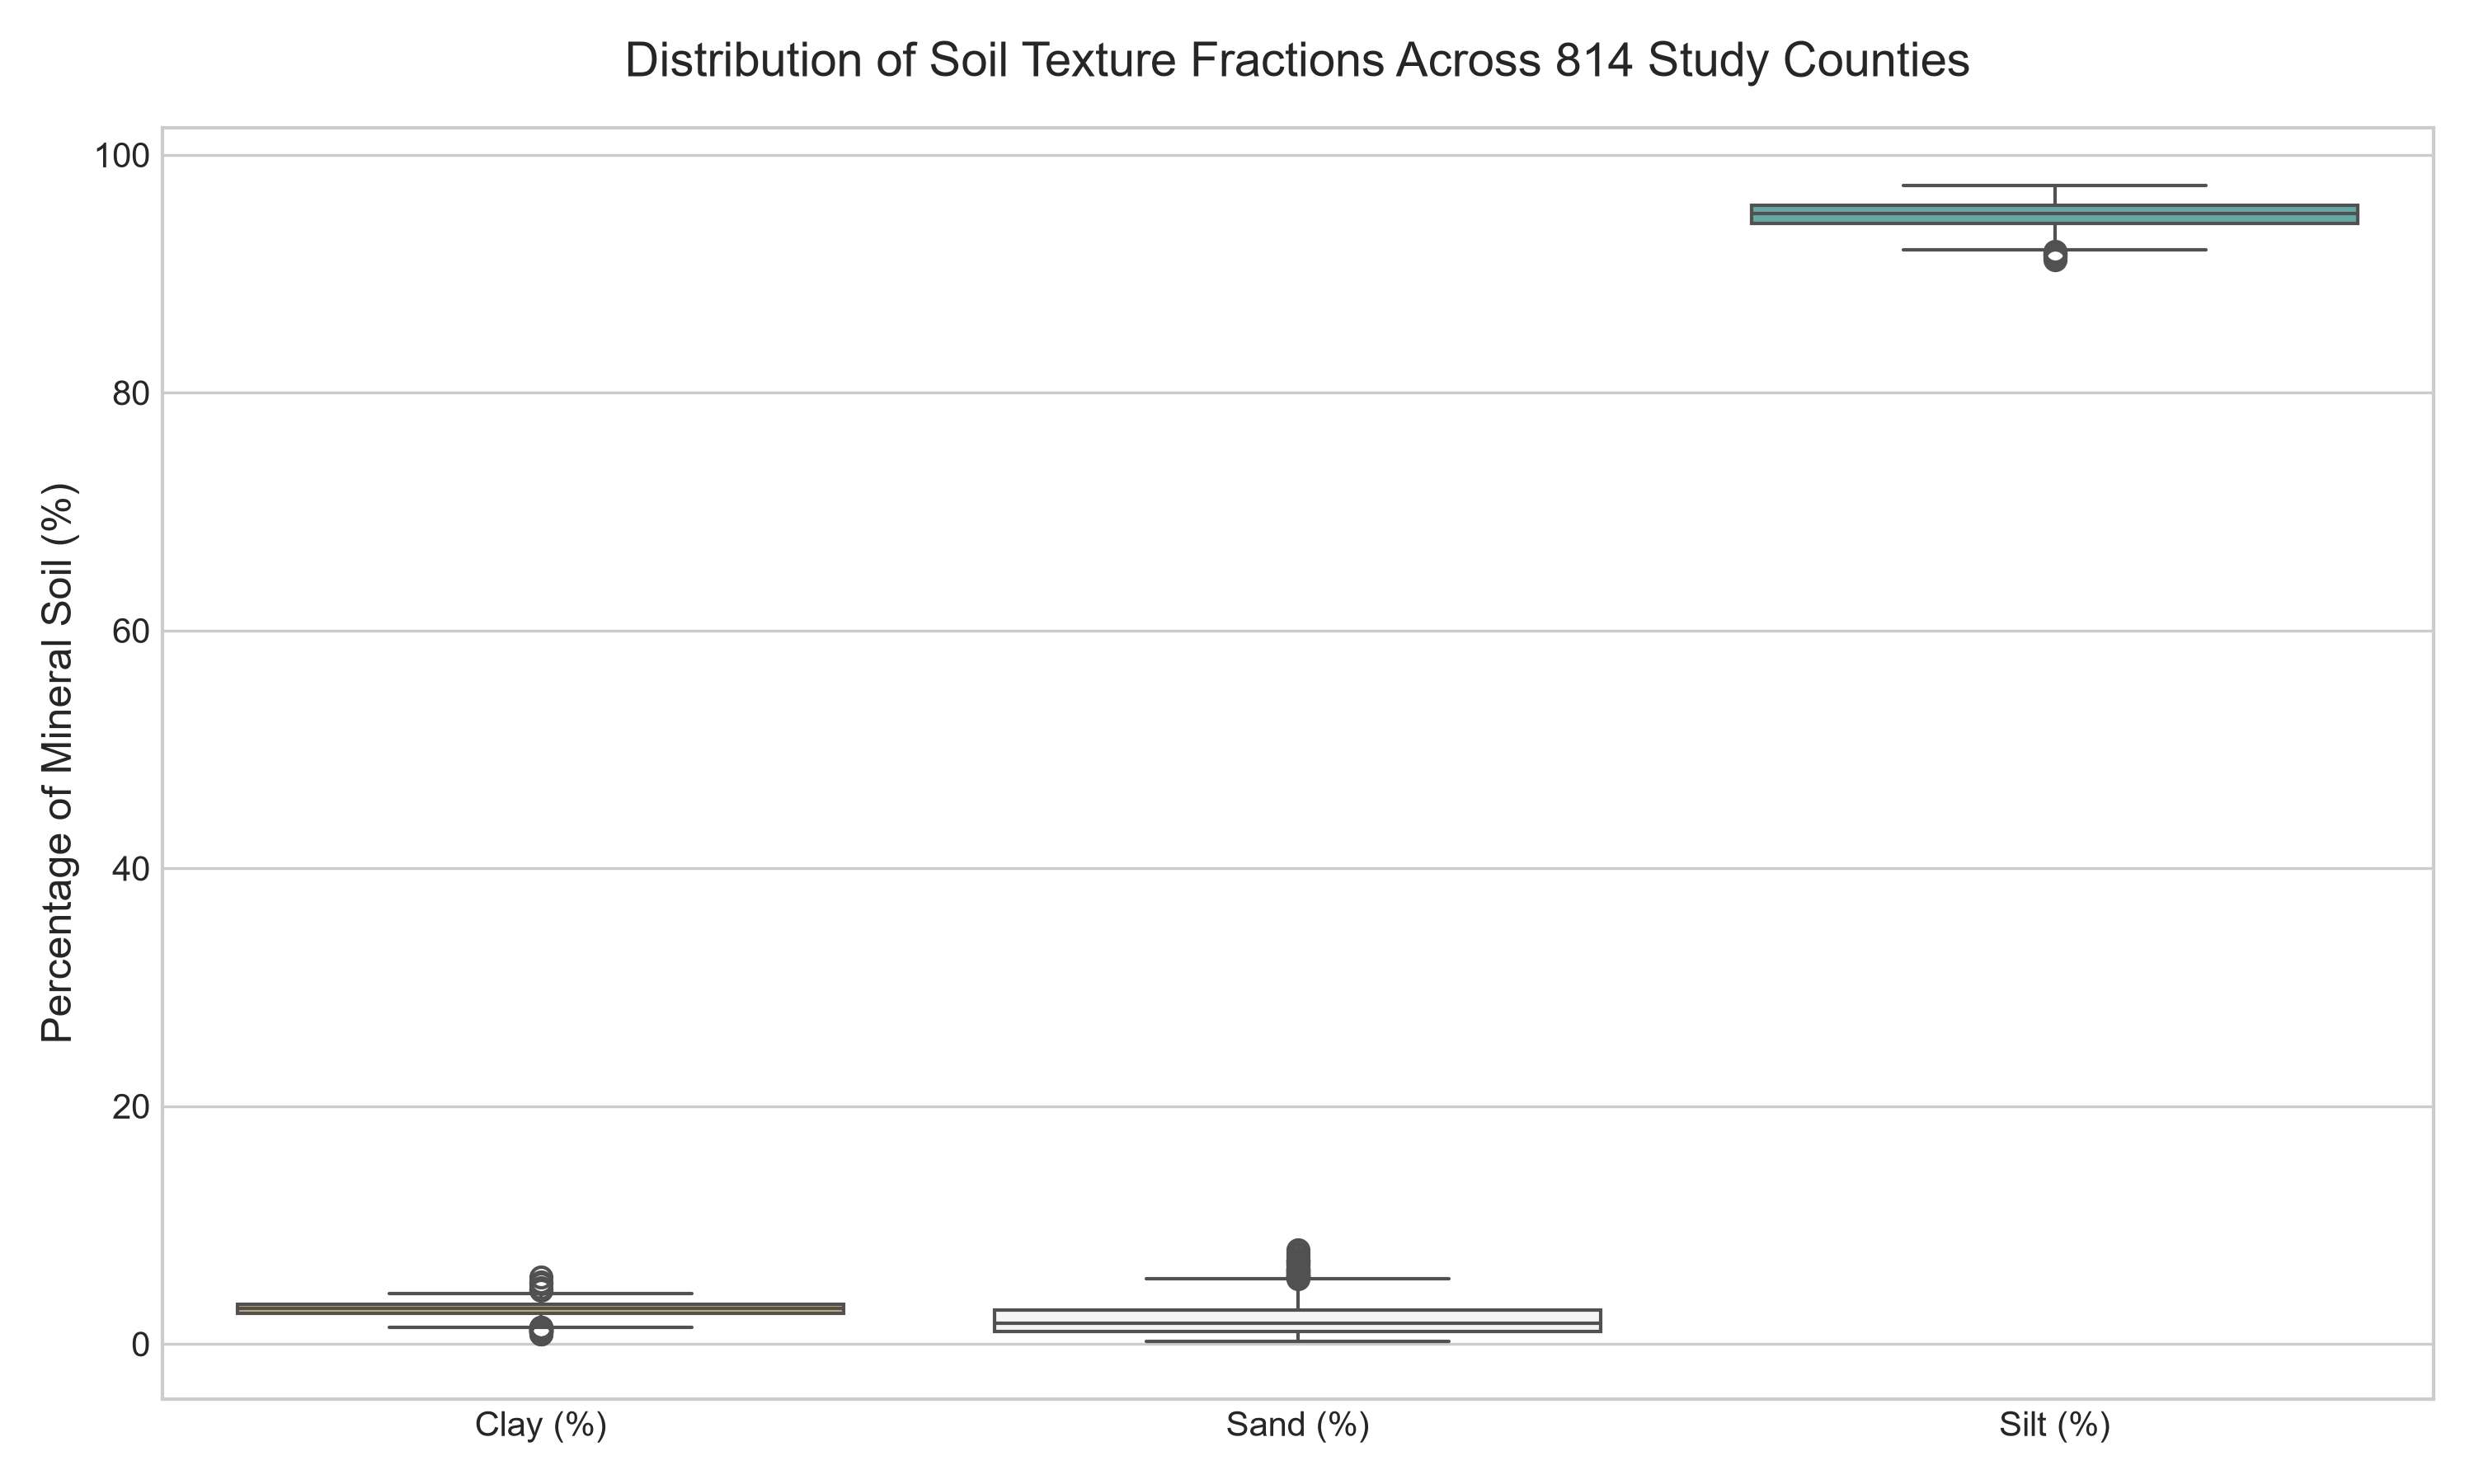 Distribution of Soil Texture Fractions Across 814 Study Counties
Percentage of Mineral Soil (%)
100
80
60
40
20
0
Clay (%)
Sand (%)
Silt (%)